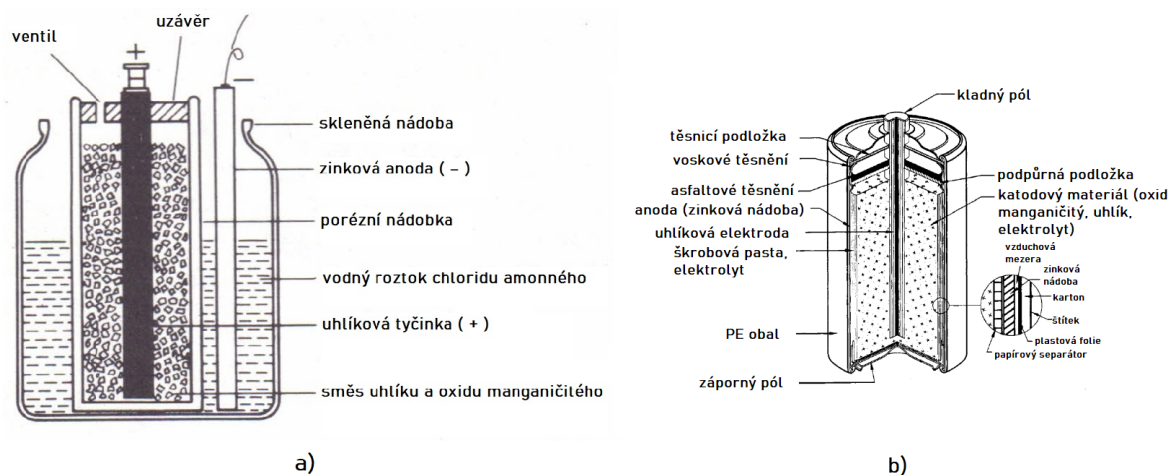 uzávěr
ventil
+
−
skleněná nádoba
zinková anoda ( − )
porézní nádobka
vodný roztok chloridu amonného
uhlíková tyčinka ( + )
směs uhlíku a oxidu manganičilého
a)
kladný pól
těsnicí podložka
voskové těsnění
asfaltové těsnění
anoda (zinková nádoba)
uhlíková elektroda
škrobová pasta,
elektrolyt
PE obal
záporný pól
podpůrná podložka
katodový materiál (oxid
manganičitý, uhlík,
elektrolyt)
vzduchová
mezera
zinková
nádoba
karton
štítek
plastová folie
papírový separátor
b)